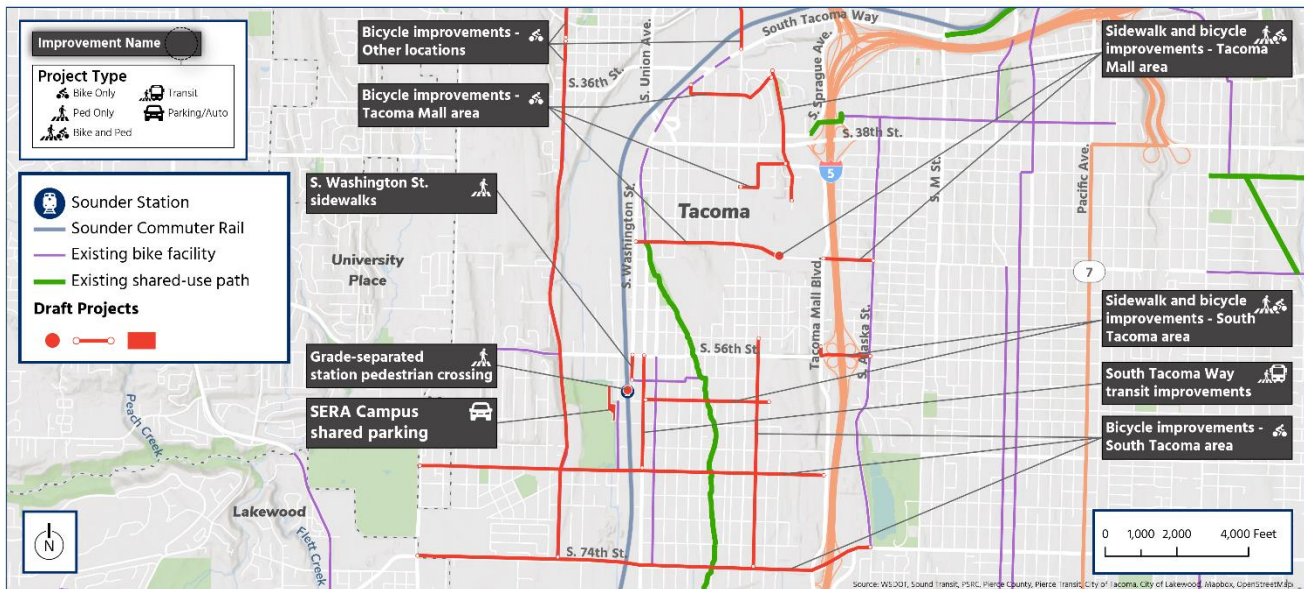 Improvement Name
Project Type
Bike Only
Transit
Ped Only
Parking/Auto
Bike and Ped
Sounder Station
Sounder Commuter Rail
Existing bike facility
Existing shared-use path
Draft Projects
Bicycle improvements -
Other locations
Bicycle improvements -
Tacoma Mall area
S. Washington St.
sidewalks
Grade-separated
station pedestrian crossing
SERA Campus
shared parking
Sidewalk and bicycle
improvements - Tacoma
Mall area
Sidewalk and bicycle
improvements - South
Tacoma area
South Tacoma Way
transit improvements
Bicycle improvements -
South Tacoma area
S. 36th St.
S. Union Ave.
South Tacoma Way
S. Sprague Ave.
S. 38th St.
5
S. M St.
Pacific Ave.
7
Tacoma
S. Washington St.
University
Place
Tacoma Mall Blvd.
S. Alaska St.
S. 56th St.
Peach Creek
Lakewood
Flett Creek
S. 74th St.
N
0 1,000 2,000 4,000 Feet
Source: WSDOT, Sound Transit, PSRC, Pierce County, Pierce Transit, City of Tacoma, City of Lakewood, Mapbox, OpenStreetMap